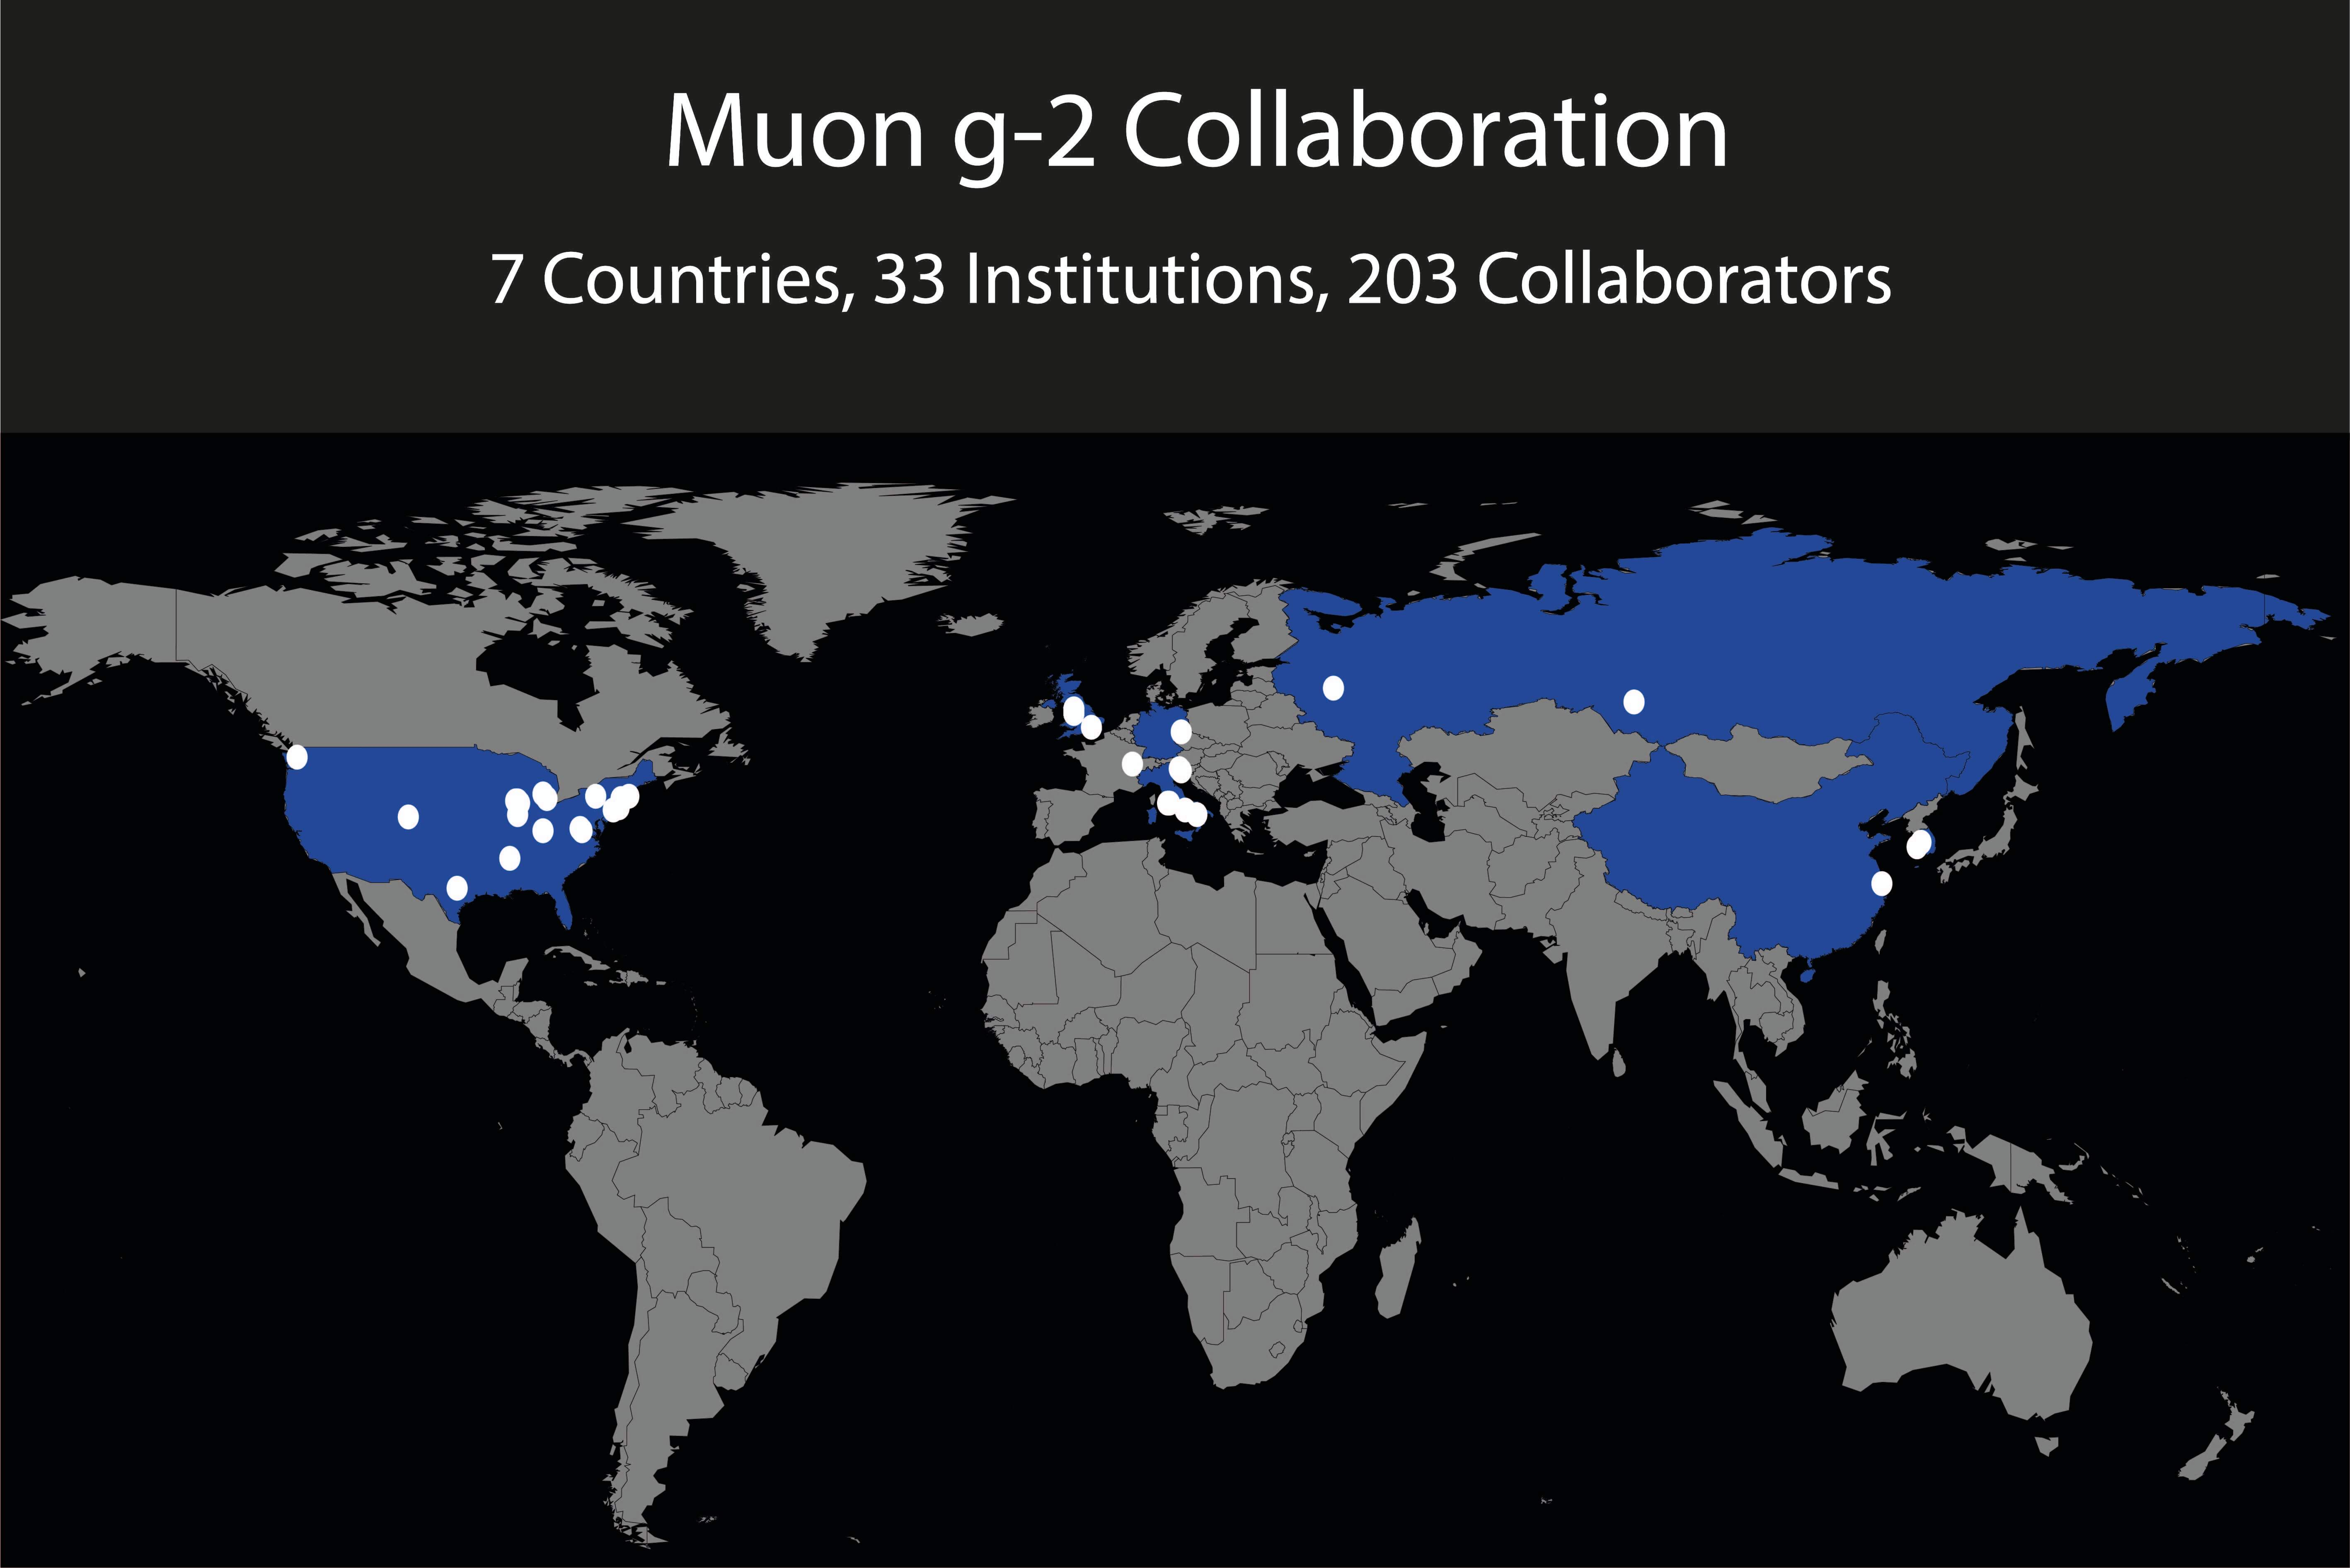 Muon g-2 Collaboration
7 Countries, 33 Institutions, 203 Collaborators